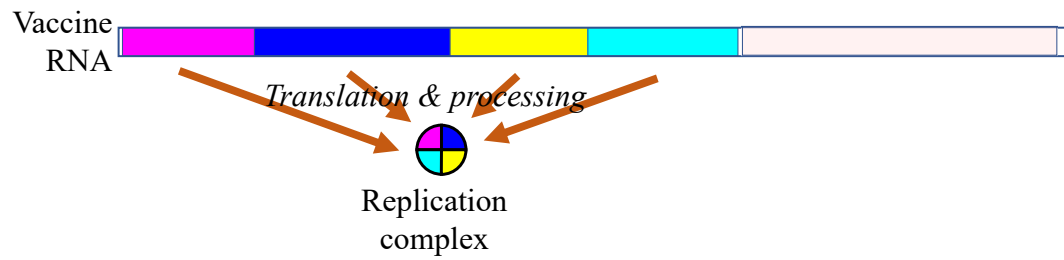 Vaccine
RNA
Translation & processing
Replication
complex